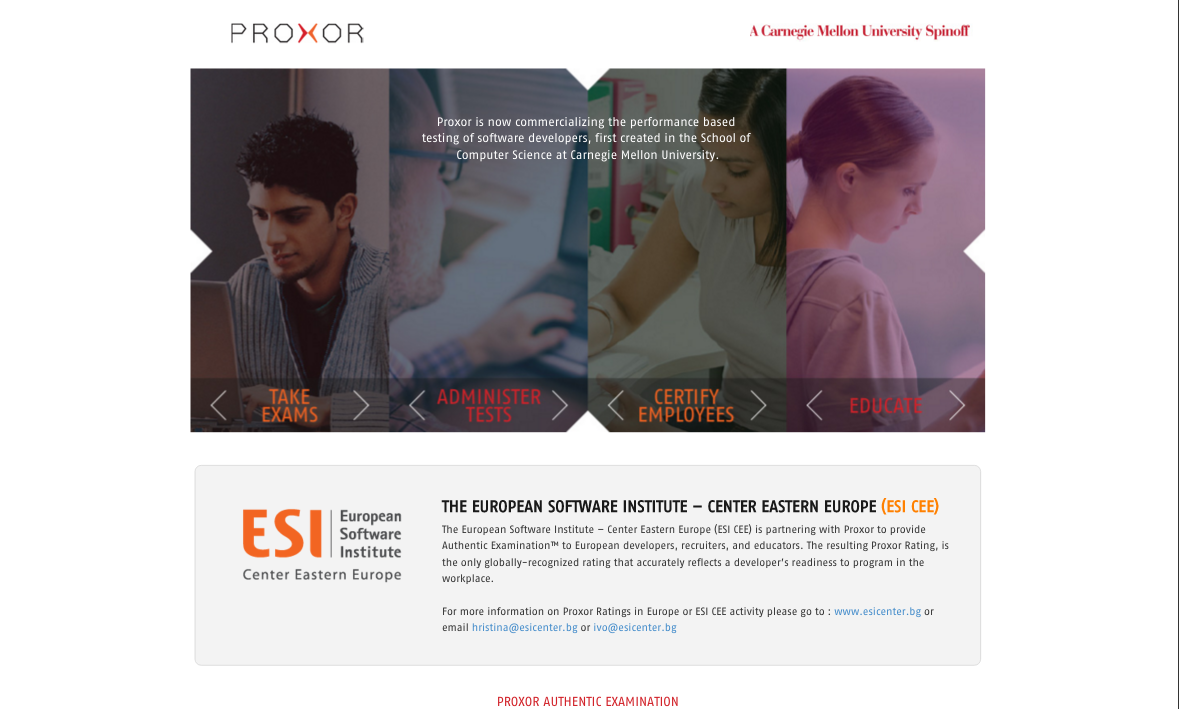 PROXOR
A Carnegie Mellon University Spinoff
Proxor is now commercializing the performance based
testing of software developers, first created in the School of
Computer Science at Carnegie Mellon University.
TAKE
EXAMS
ADMINISTER
TESTS
CERTIFY
EMPLOYEES
EDUCATE
ESI
European
Software
Institute
Center Eastern Europe
THE EUROPEAN SOFTWARE INSTITUTE – CENTER EASTERN EUROPE (ESI CEE)
The European Software Institute – Center Eastern Europe (ESI CEE) is partnering with Proxor to provide
Authentic Examination™ to European developers, recruiters, and educators. The resulting Proxor Rating, is
the only globally-recognized rating that accurately reflects a developer's readiness to program in the
workplace.
For more information on Proxor Ratings in Europe or ESI CEE activity please go to : www.esicenter.bg or
email hristina@esicenter.bg or ivo@esicenter.bg
PROXOR AUTHENTIC EXAMINATION